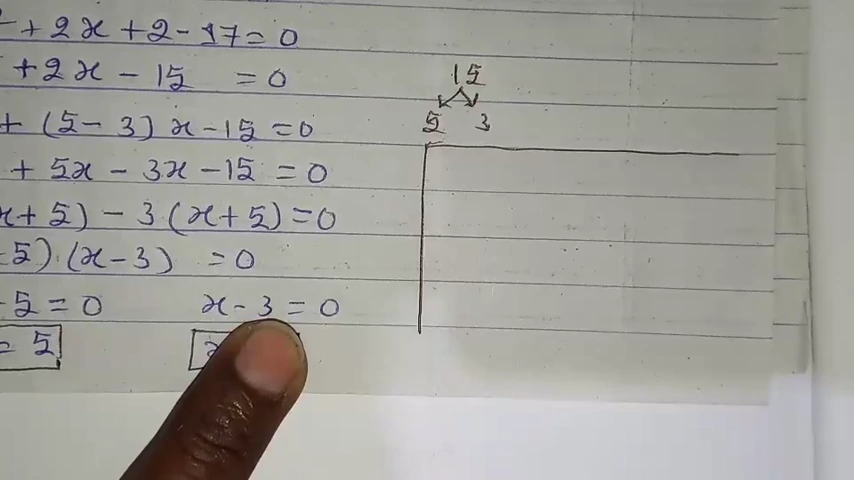 + 2x + 2 - 17 = 0
+ 2x - 15 = 0
+ (5 - 3) x - 15 = 0
+ 5x - 3x - 15 = 0
x + 5) - 3 (x + 5) = 0
5) (x - 3) = 0
- 5 = 0 x - 3 = 0
= 5
15
5 3